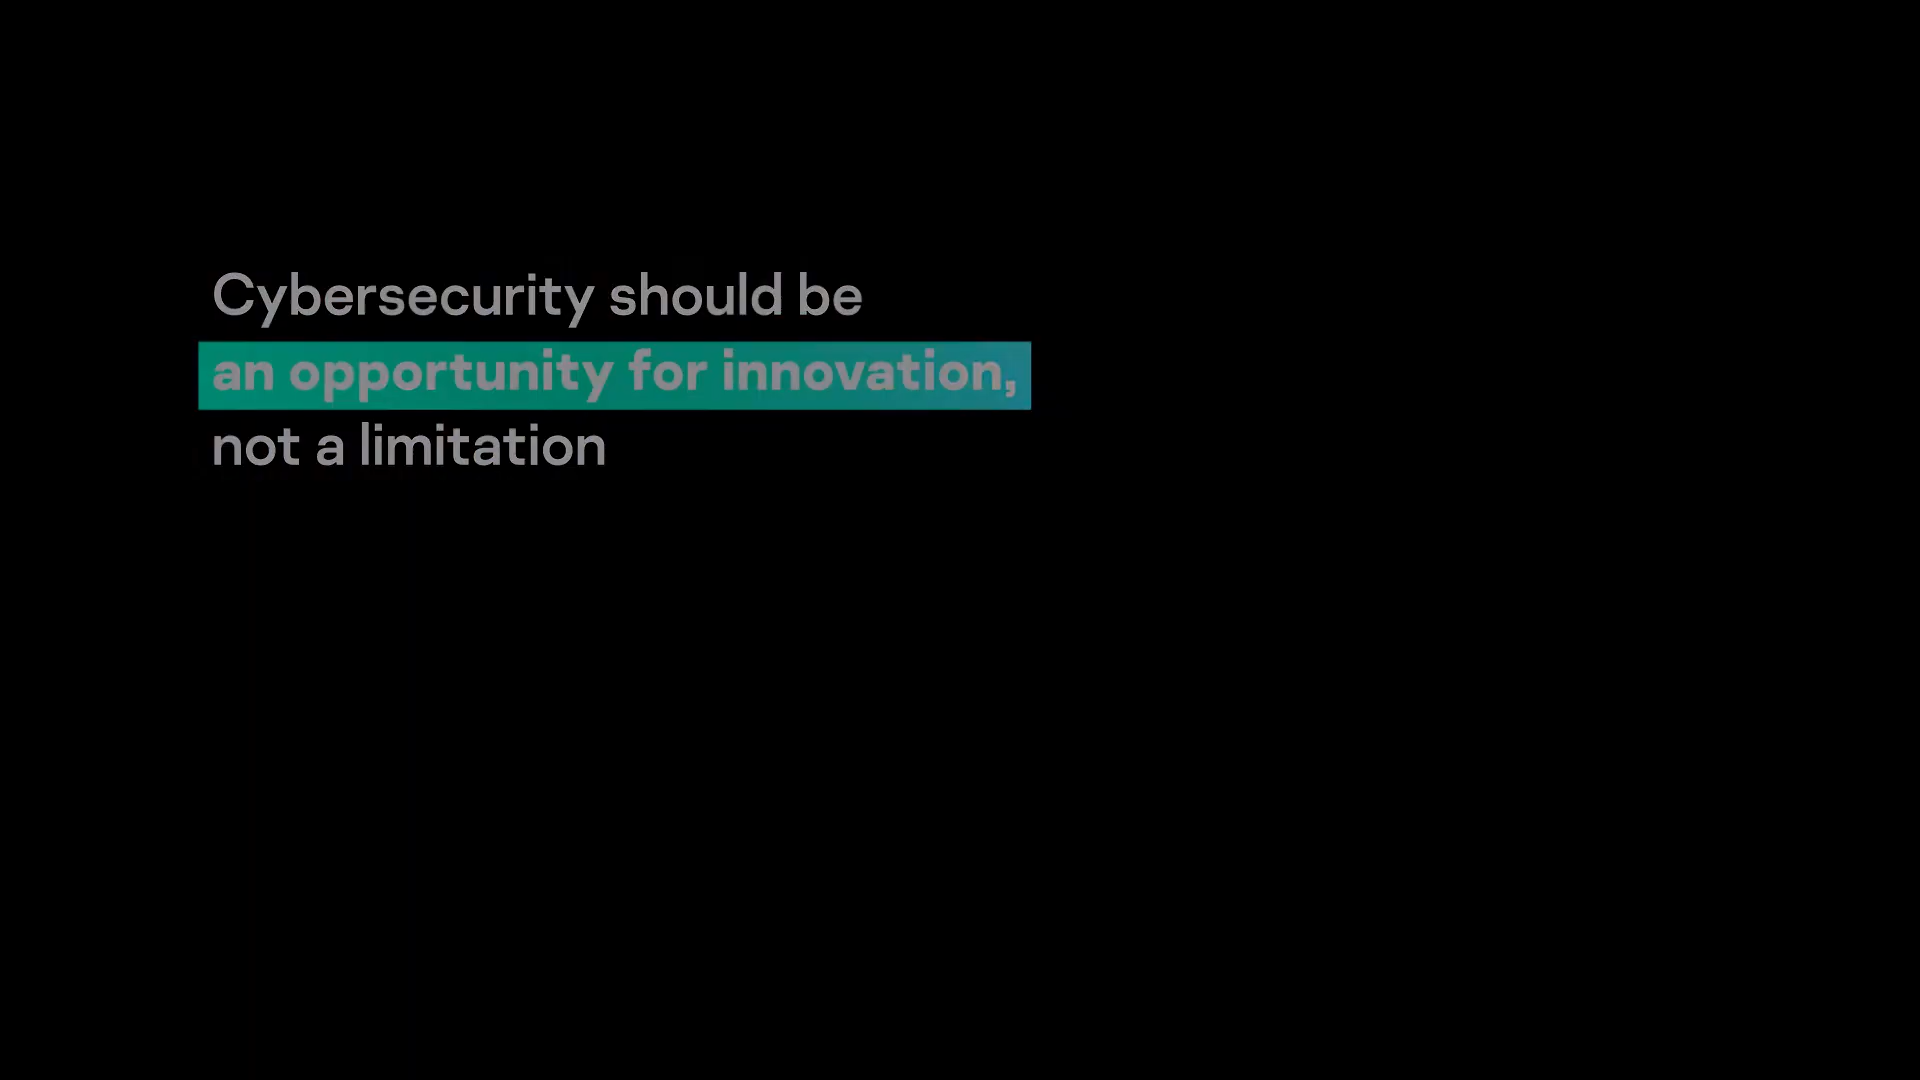 Cybersecurity should be
an opportunity for innovation,
not a limitation